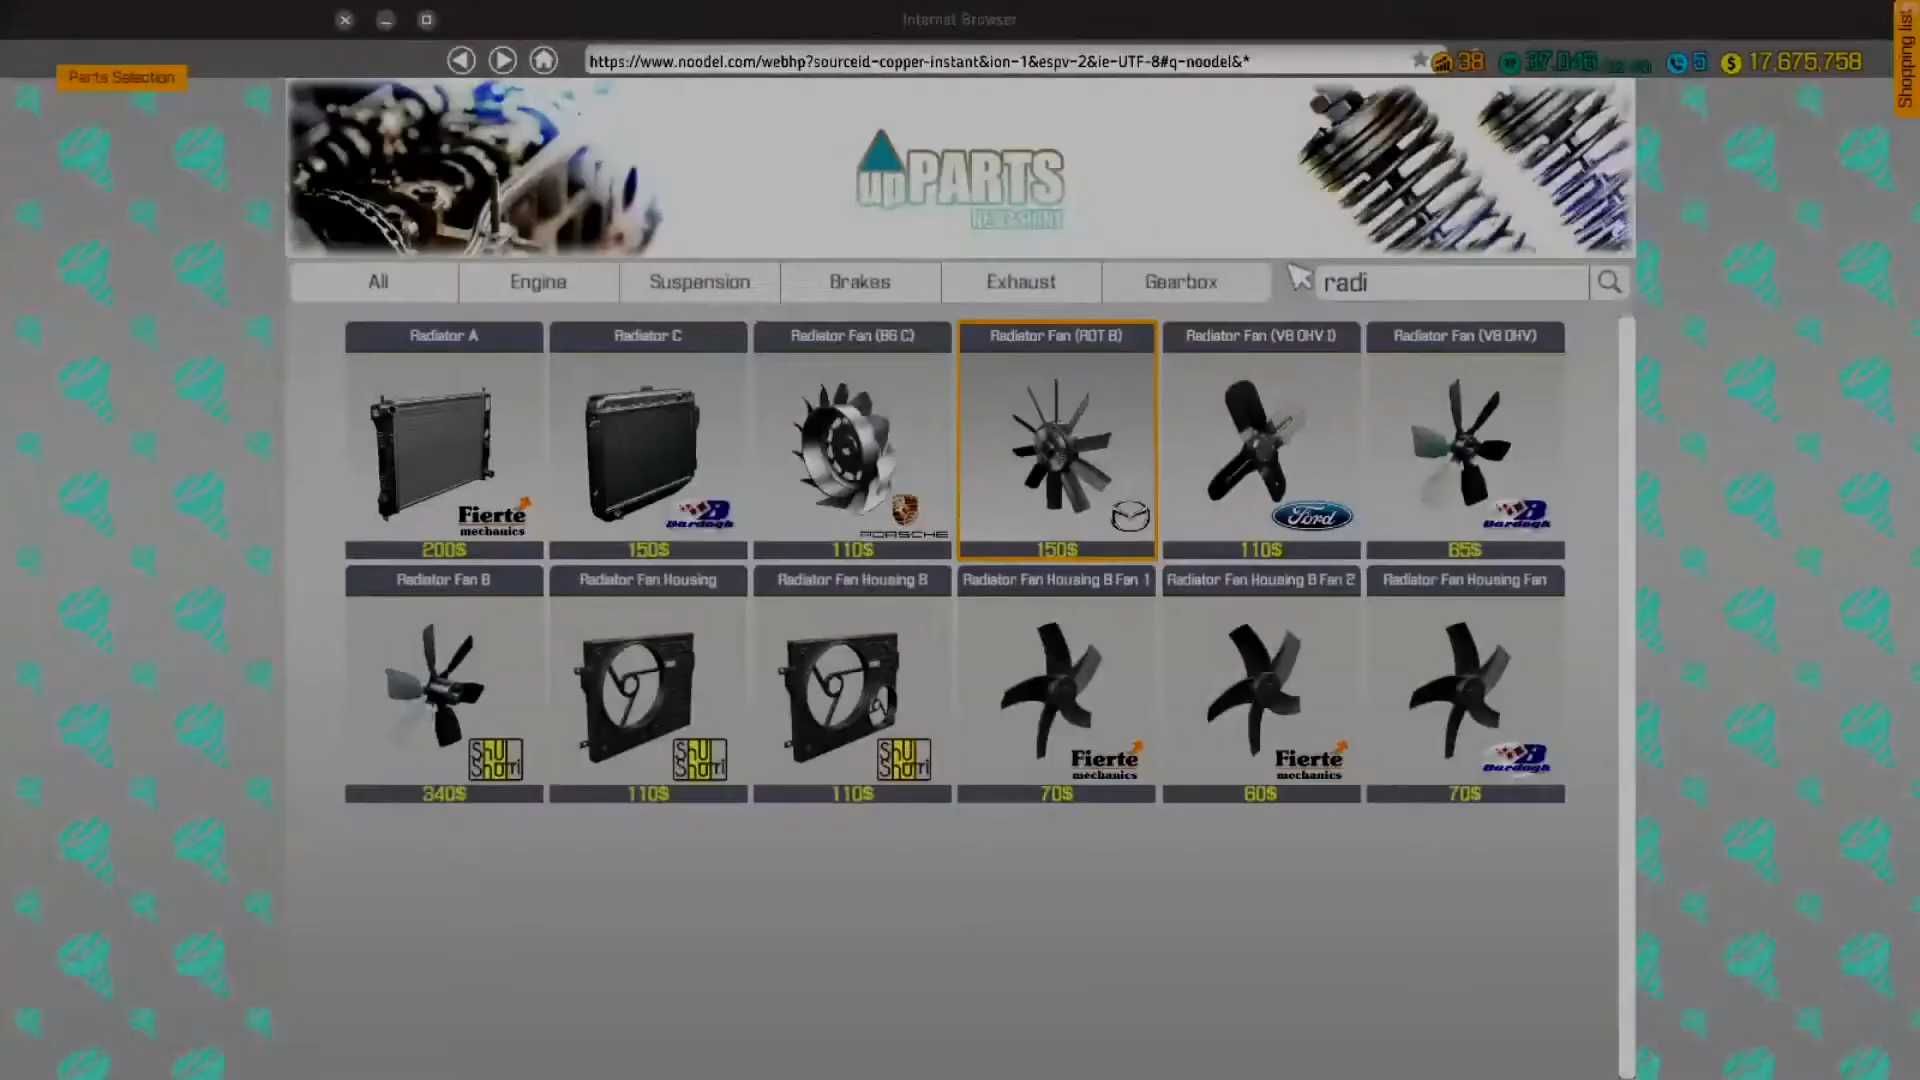 Internet Browser
Shopping list
https://www.noodel.com/webhp?sourceid-copper-instant&ion-1&espv-2&ie-UTF-8#q-noodel&*
38
5
17,675,758
Parts Selection
upPARTS
All
Engine
Suspension
Brakes
Exhaust
Gearbox
radi
Radiator A
Radiator C
Radiator Fan (B6 C)
Radiator Fan (ROT B)
Radiator Fan (V8 OHV I)
Radiator Fan (V8 OHV)
Fierte mechanics
Bardogh
PORSCHE
Ford
Bardogh
200$
150$
110$
150$
110$
65$
Radiator Fan B
Radiator Fan Housing
Radiator Fan Housing B
Radiator Fan Housing B Fan 1
Radiator Fan Housing B Fan 2
Radiator Fan Housing Fan
Fierte mechanics
Fierte mechanics
Bardogh
340$
110$
110$
70$
60$
70$